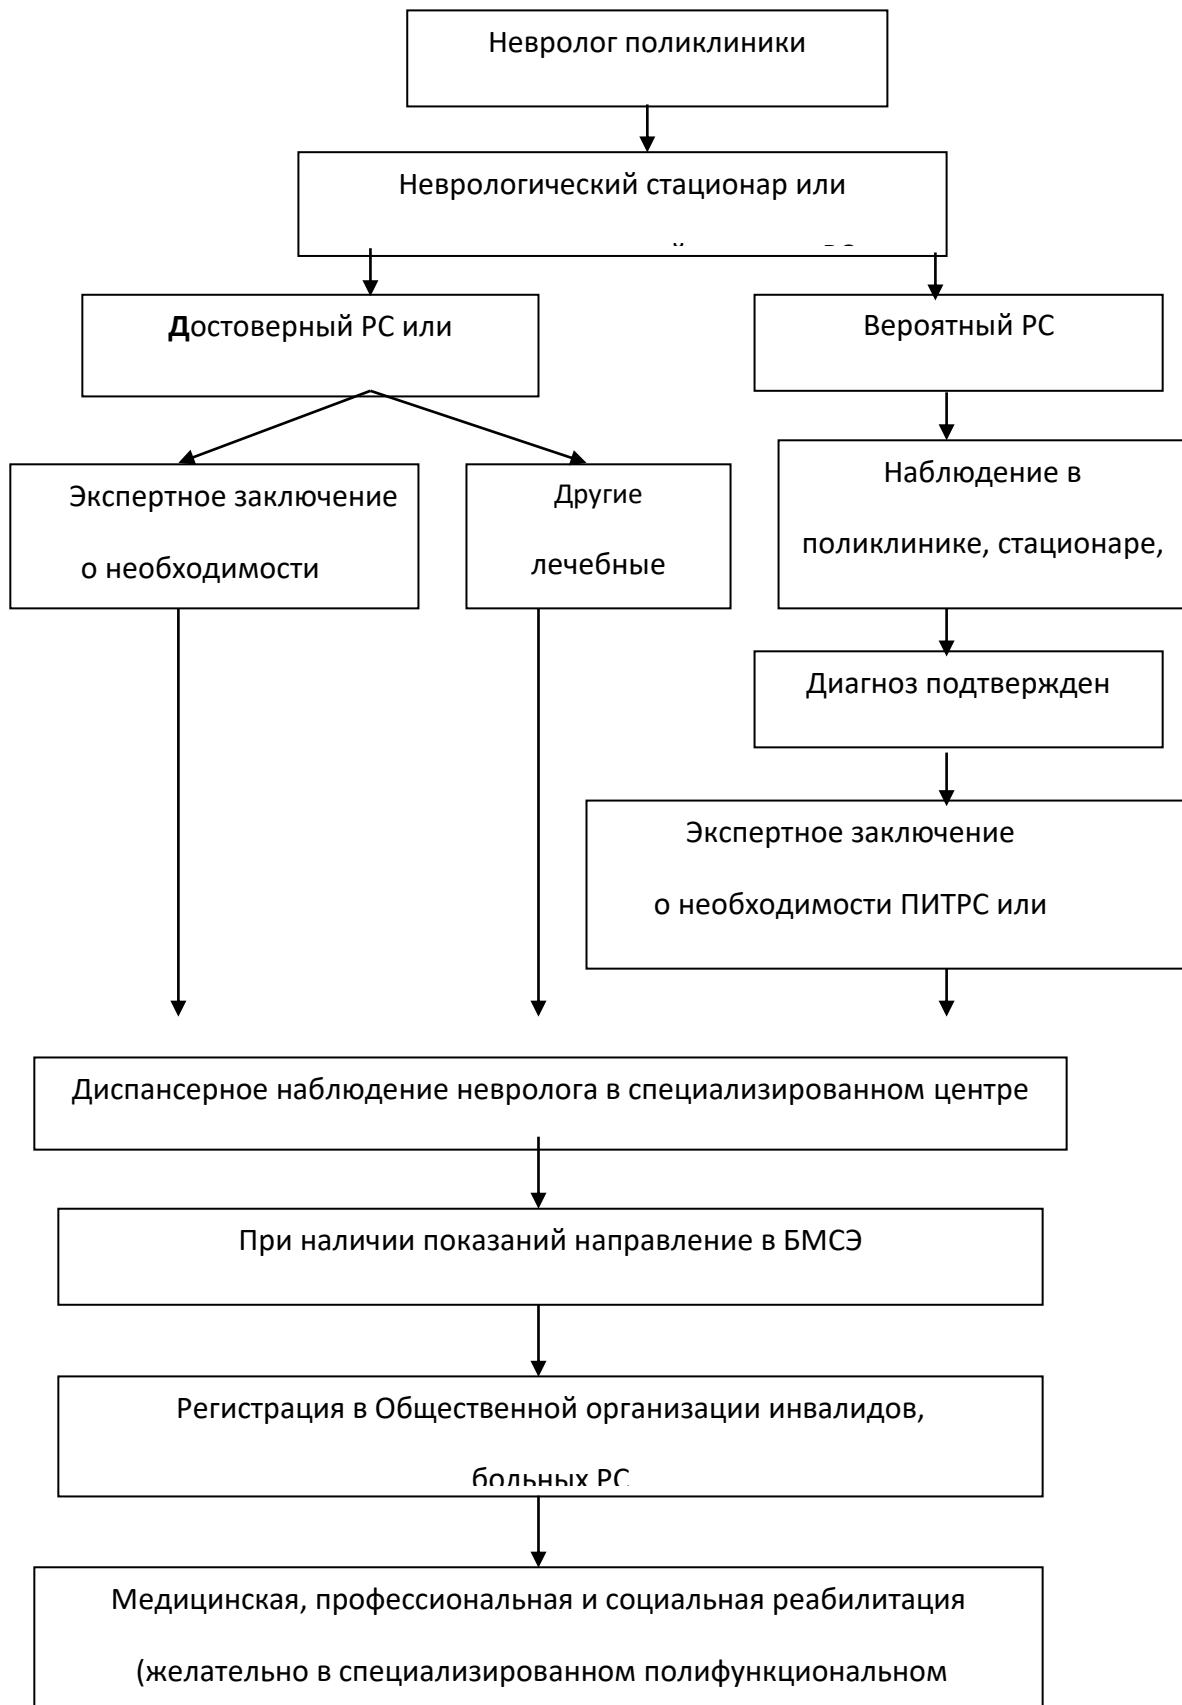 Невролог поликлиники
Неврологический стационар или
РС
Достоверный РС или
Вероятный РС
Экспертное заключение
о необходимости
Другие
лечебные
Наблюдение в
поликлинике, стационаре,
Диагноз подтвержден
Экспертное заключение
о необходимости ПИТРС или
Диспансерное наблюдение невролога в специализированном центре
При наличии показаний направление в БМСЭ
Регистрация в Общественной организации инвалидов,
больных РС
Медицинская, профессиональная и социальная реабилитация
(желательно в специализированном полифункциональном